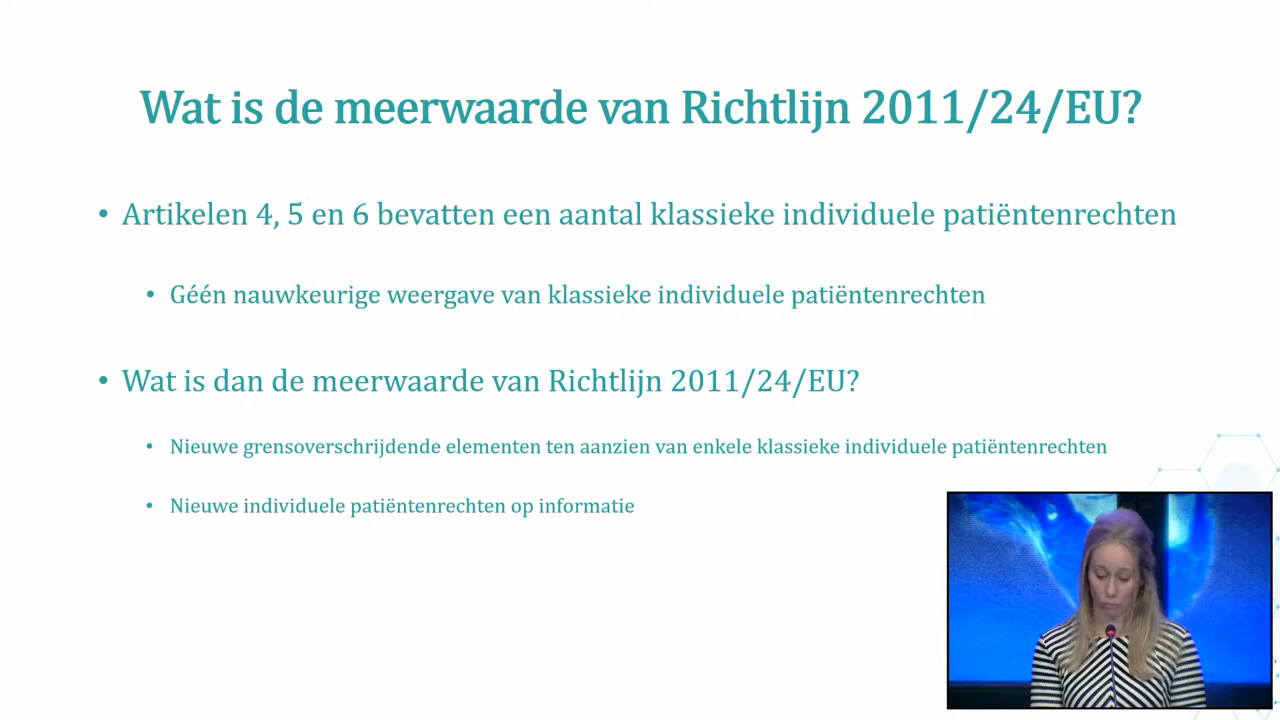 Wat is de meerwaarde van Richtlijn 2011/24/EU?
• Artikelen 4, 5 en 6 bevatten een aantal klassieke individuele patiëntenrechten
• Géén nauwkeurige weergave van klassieke individuele patiëntenrechten
• Wat is dan de meerwaarde van Richtlijn 2011/24/EU?
• Nieuwe grensoverschrijdende elementen ten aanzien van enkele klassieke individuele patiëntenrechten
• Nieuwe individuele patiëntenrechten op informatie